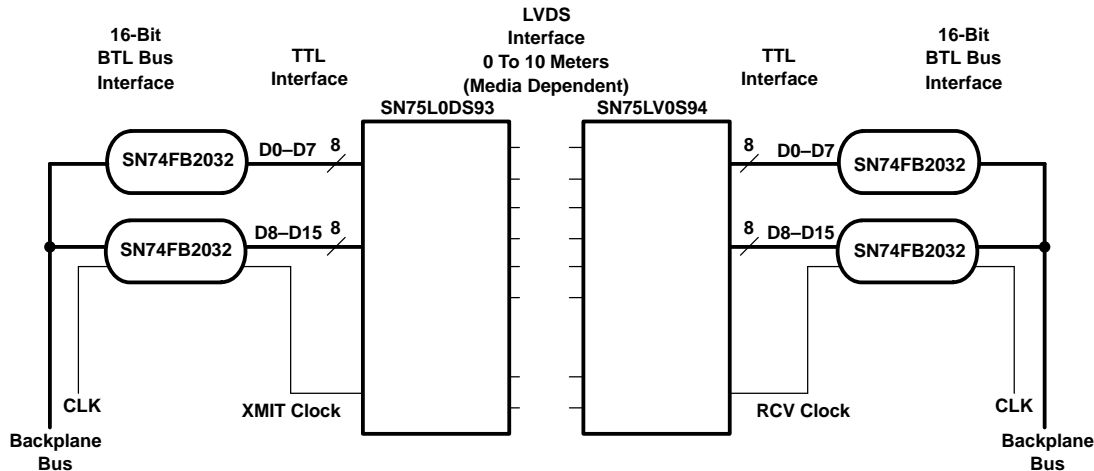 16-Bit
BTL Bus
Interface
TTL
Interface
LVDS
Interface
0 To 10 Meters
(Media Dependent)
TTL
Interface
16-Bit
BTL Bus
Interface
SN75L0DS93
SN75LV0S94
SN74FB2032
D0–D7
8
8
D0–D7
SN74FB2032
SN74FB2032
D8–D15
8
8
D8–D15
SN74FB2032
CLK
XMIT Clock
RCV Clock
CLK
Backplane
Bus
Backplane
Bus